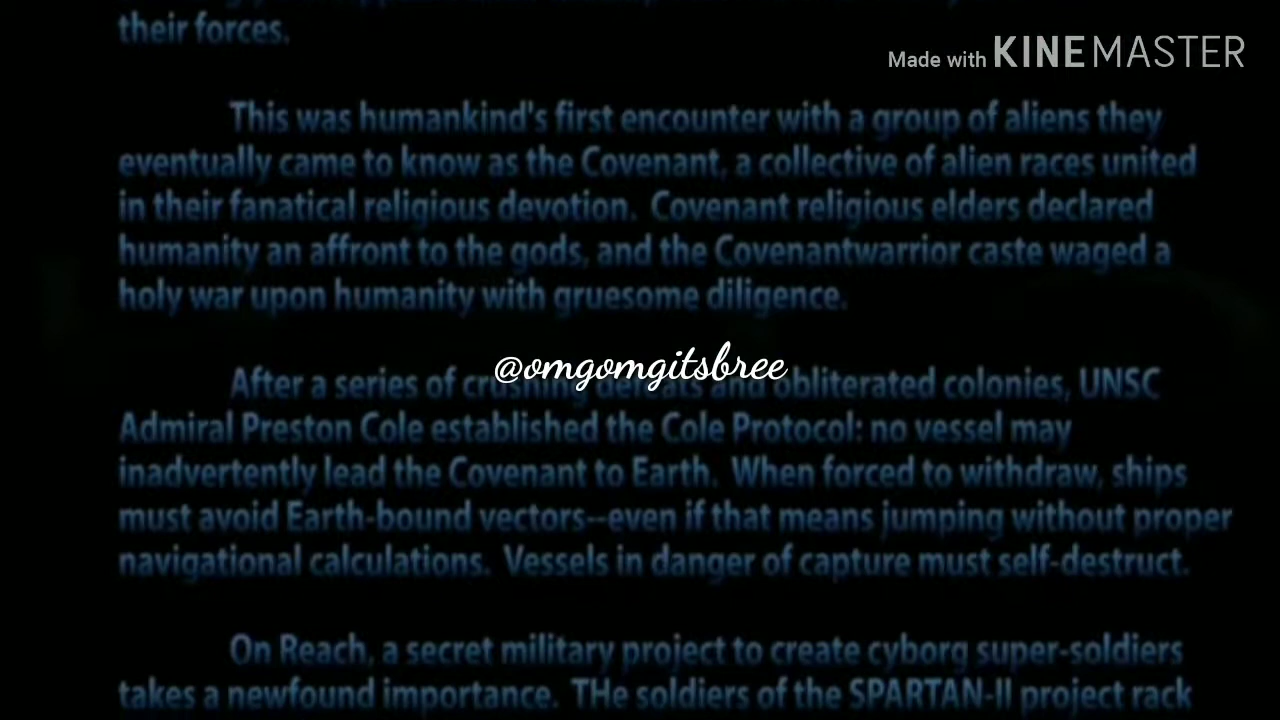 their forces.
Made with KINEMASTER
This was humankind's first encounter with a group of aliens they
eventually came to know as the Covenant, a collective of alien races united
in their fanatical religious devotion.  Covenant religious elders declared
humanity an affront to the gods, and the Covenantwarrior caste waged a
holy war upon humanity with gruesome diligence.
@omgomgitsbree
After a series of crushing defeats and obliterated colonies, UNSC
Admiral Preston Cole established the Cole Protocol: no vessel may
inadvertently lead the Covenant to Earth.  When forced to withdraw, ships
must avoid Earth-bound vectors--even if that means jumping without proper
navigational calculations.  Vessels in danger of capture must self-destruct.
On Reach, a secret military project to create cyborg super-soldiers
takes a newfound importance.  THe soldiers of the SPARTAN-II project rack